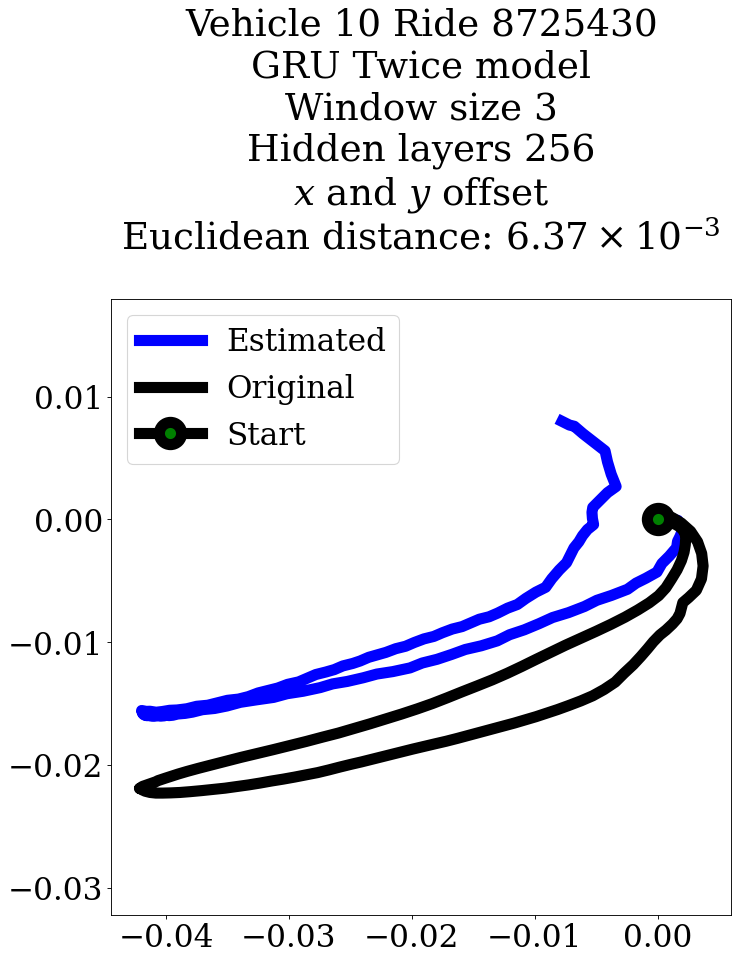 Vehicle 10 Ride 8725430
GRU Twice model
Window size 3
Hidden layers 256
x and y offset
Euclidean distance: 6.37 × 10⁻³
Estimated
Original
Start
0.01
0.00
−0.01
−0.02
−0.03
−0.04 −0.03 −0.02 −0.01 0.00